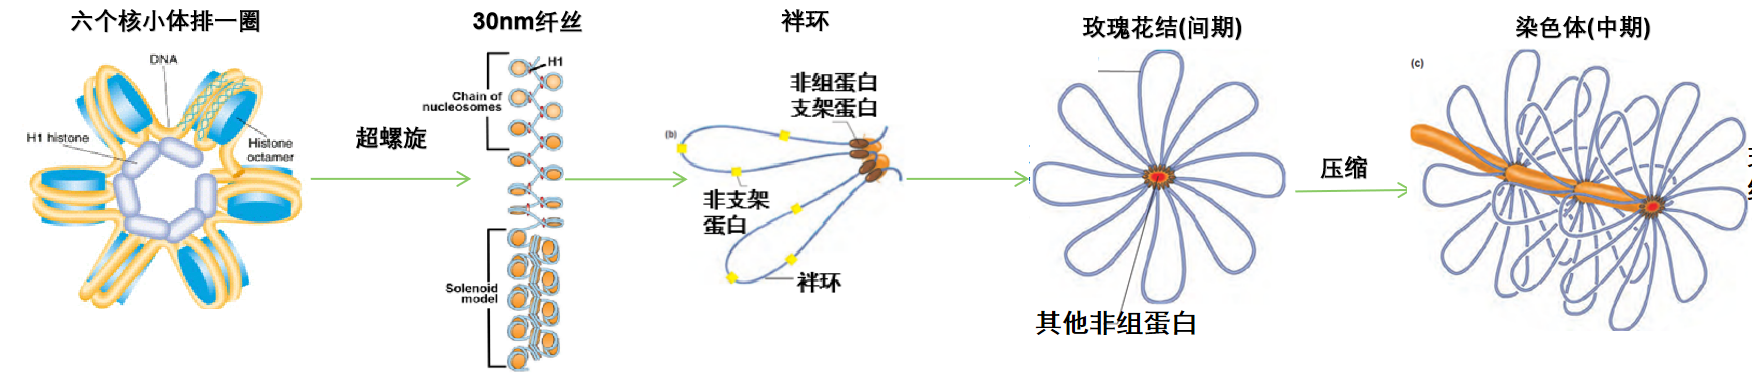 六个核小体排一圈
DNA
H1 histone
Histone
octamer
超螺旋
30nm纤丝
H1
Chain of
nucleosomes
Solenoid
model
袢环
(b)
非组蛋白
支架蛋白
非支架
蛋白
袢环
玫瑰花结(间期)
其他非组蛋白
压缩
染色体(中期)
(c)